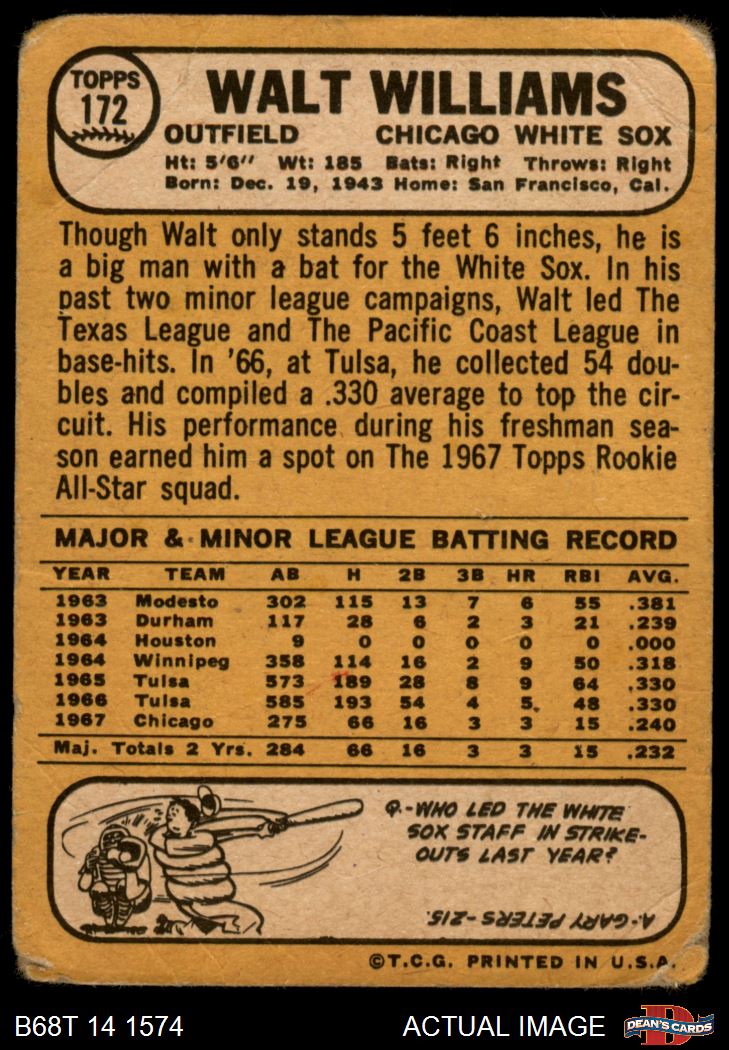 TOPPS
172
WALT WILLIAMS
OUTFIELD CHICAGO WHITE SOX
Ht: 5'6" Wt: 185 Bats: Right Throws: Right
Born: Dec. 19, 1943 Home: San Francisco, Cal.
Though Walt only stands 5 feet 6 inches, he is
a big man with a bat for the White Sox. In his
past two minor league campaigns, Walt led The
Texas League and The Pacific Coast League in
base-hits. In '66, at Tulsa, he collected 54 dou-
bles and compiled a .330 average to top the cir-
cuit. His performance during his freshman sea-
son earned him a spot on The 1967 Topps Rookie
All-Star squad.
MAJOR & MINOR LEAGUE BATTING RECORD
YEAR TEAM AB H 2B 3B HR RBI AVG.
1963 Modesto 302 115 13 7 6 55 .381
1963 Durham 117 28 6 2 3 21 .239
1964 Houston 9 0 0 0 0 0 .000
1964 Winnipeg 358 114 16 2 9 50 .318
1965 Tulsa 573 189 28 8 9 64 .330
1966 Tulsa 585 193 54 4 5 48 .330
1967 Chicago 275 66 16 3 3 15 .240
Maj. Totals 2 Yrs. 284 66 16 3 3 15 .232
Q.-WHO LED THE WHITE
SOX STAFF IN STRIKE-
OUTS LAST YEAR?
A-GARY PETERS-215.
©T.C.G. PRINTED IN U.S.A.
B68T 14 1574 ACTUAL IMAGE
D
DEAN'S CARDS